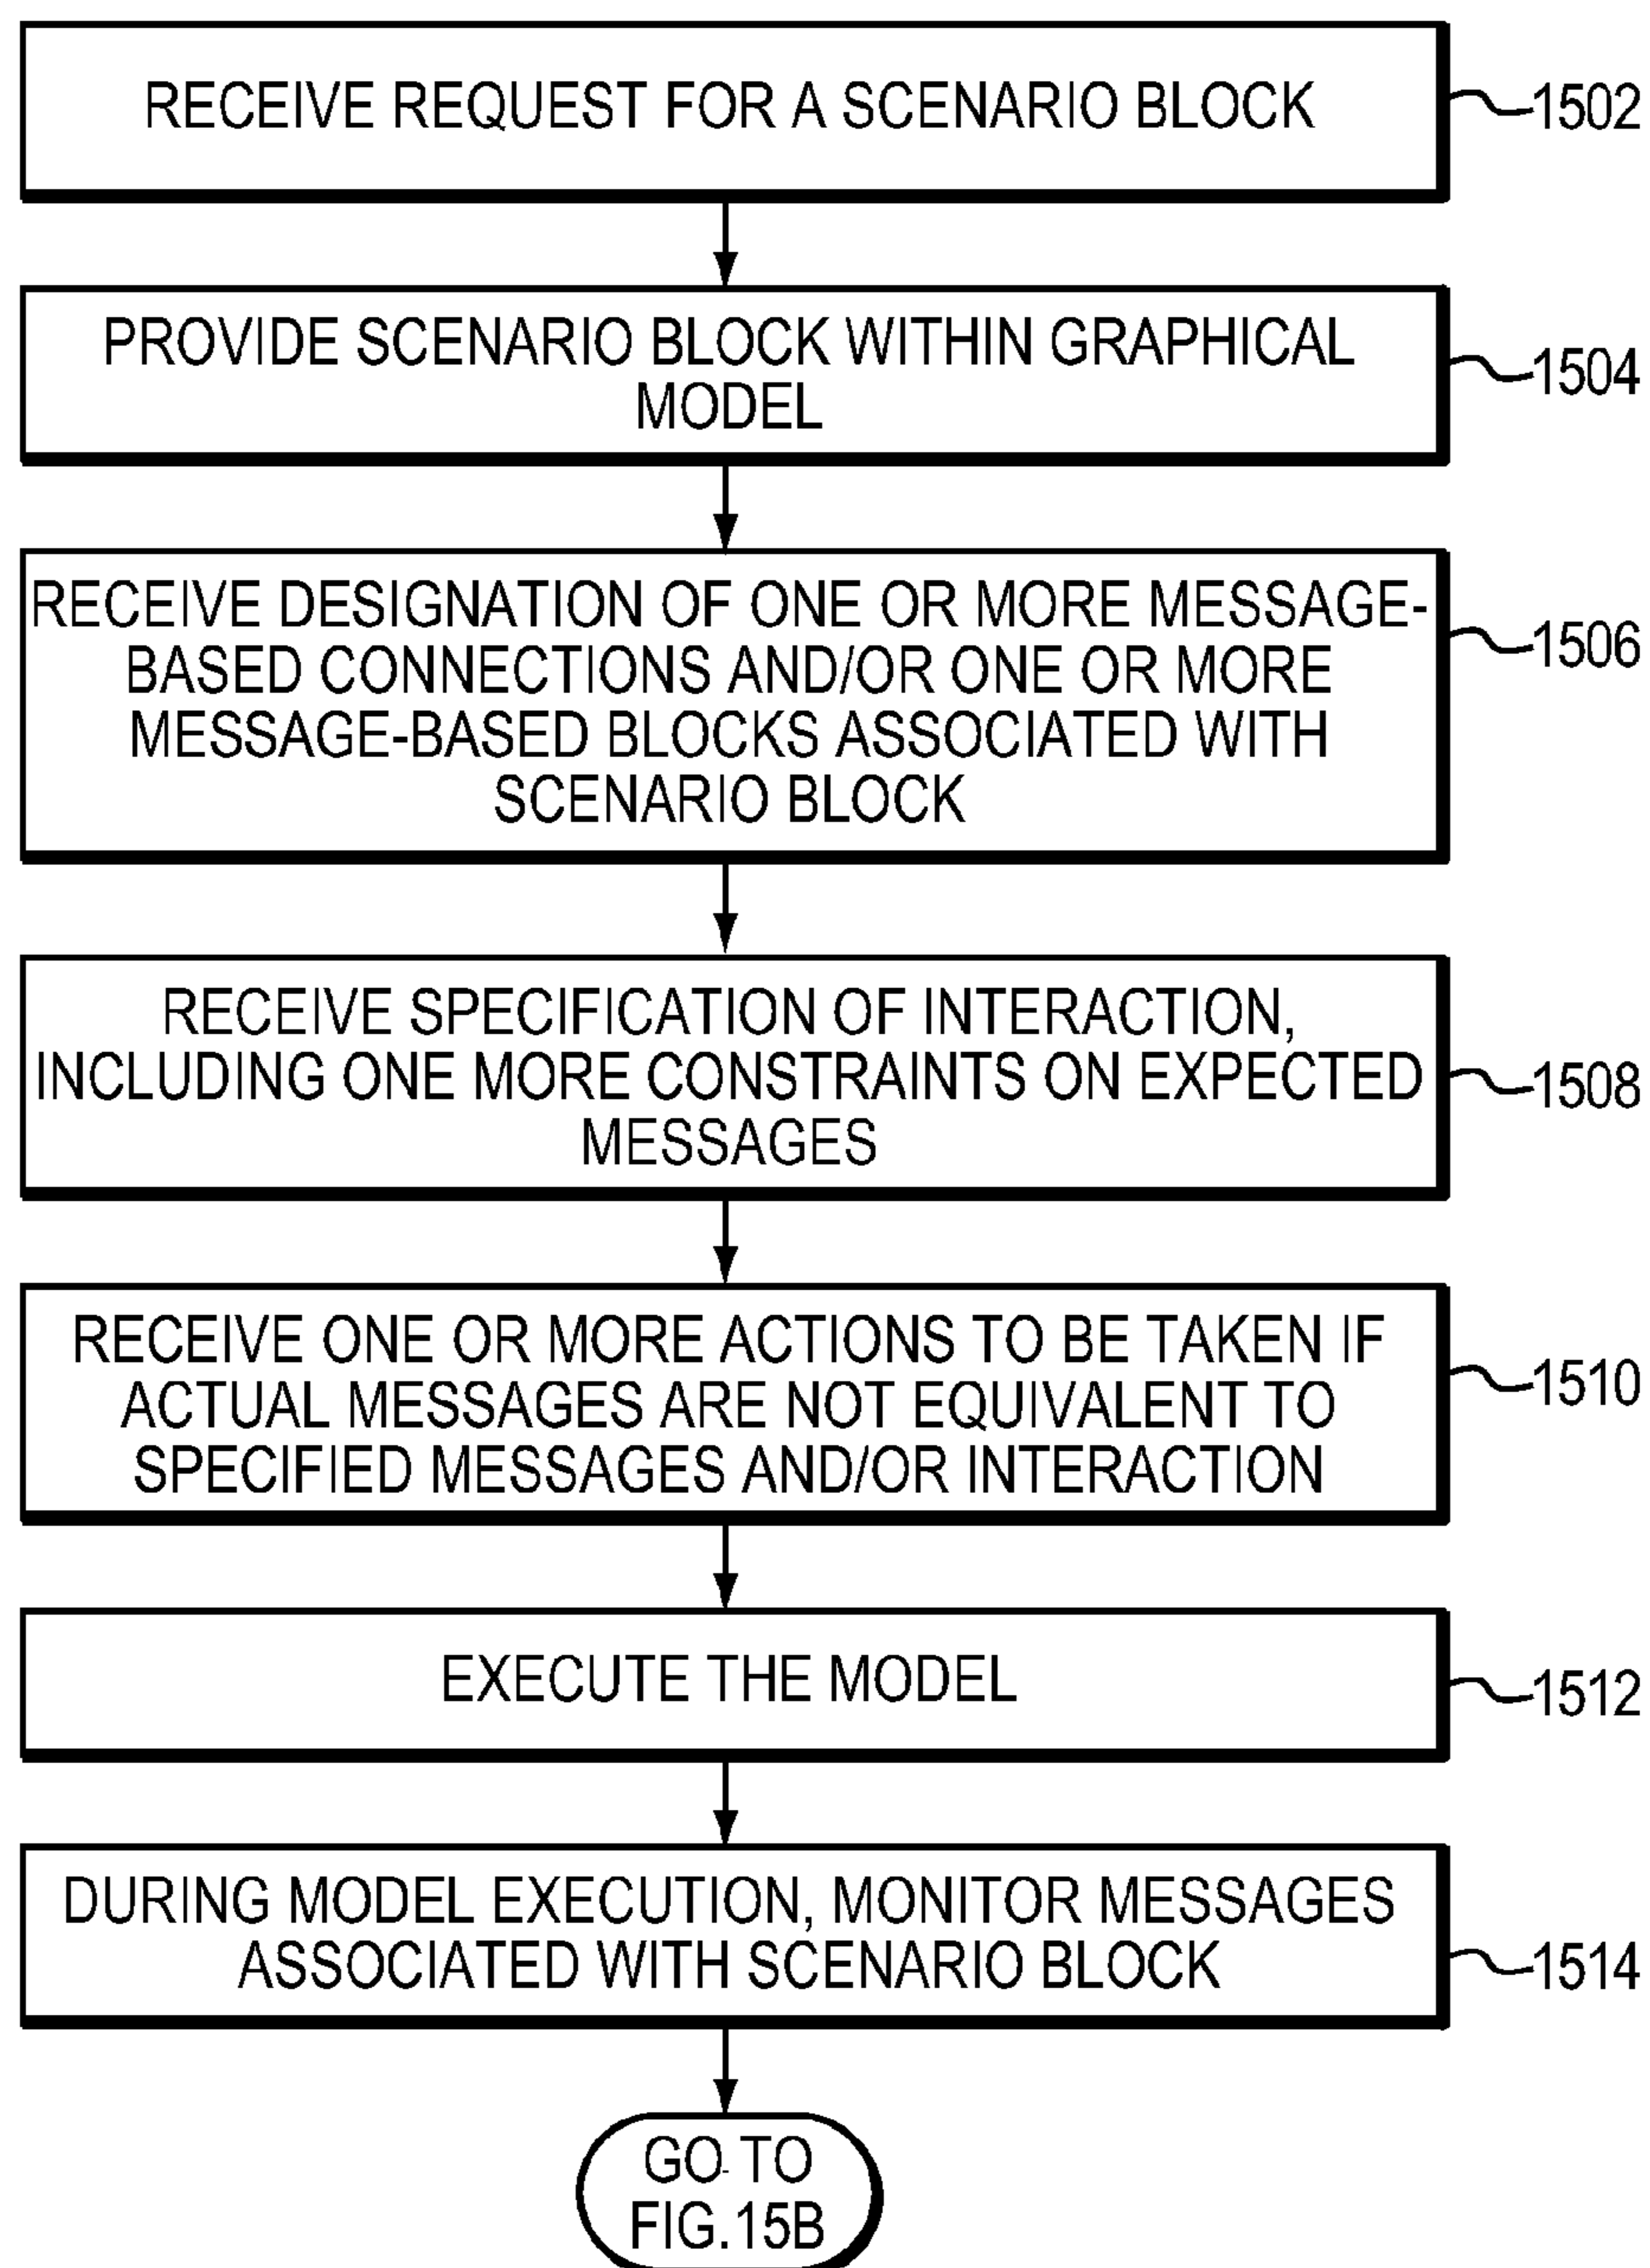 RECEIVE REQUEST FOR A SCENARIO BLOCK
1502
PROVIDE SCENARIO BLOCK WITHIN GRAPHICAL
MODEL
1504
RECEIVE DESIGNATION OF ONE OR MORE MESSAGE-
BASED CONNECTIONS AND/OR ONE OR MORE
MESSAGE-BASED BLOCKS ASSOCIATED WITH
SCENARIO BLOCK
1506
RECEIVE SPECIFICATION OF INTERACTION,
INCLUDING ONE MORE CONSTRAINTS ON EXPECTED
MESSAGES
1508
RECEIVE ONE OR MORE ACTIONS TO BE TAKEN IF
ACTUAL MESSAGES ARE NOT EQUIVALENT TO
SPECIFIED MESSAGES AND/OR INTERACTION
1510
EXECUTE THE MODEL
1512
DURING MODEL EXECUTION, MONITOR MESSAGES
ASSOCIATED WITH SCENARIO BLOCK
1514
GO TO
FIG.15B